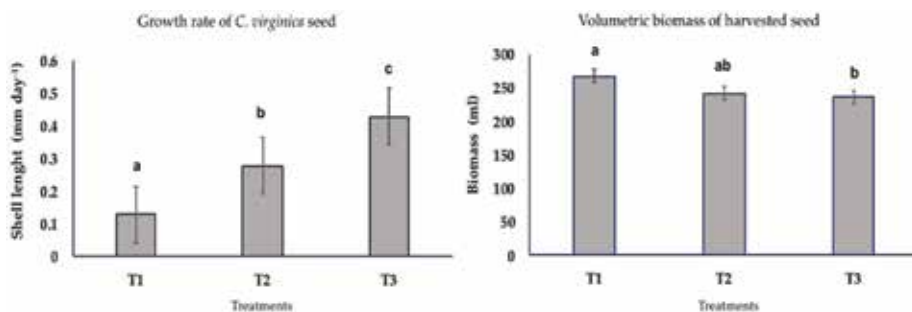 Growth rate of C. virginica seed
Shell lenght (mm day⁻¹)
0.6
0.5
0.4
0.3
0.2
0.1
0
a
b
c
T1 T2 T3
Treatments
Volumetric biomass of harvested seed
Biomass (ml)
300
250
200
150
100
50
0
a
ab
b
T1 T2 T3
Treatments